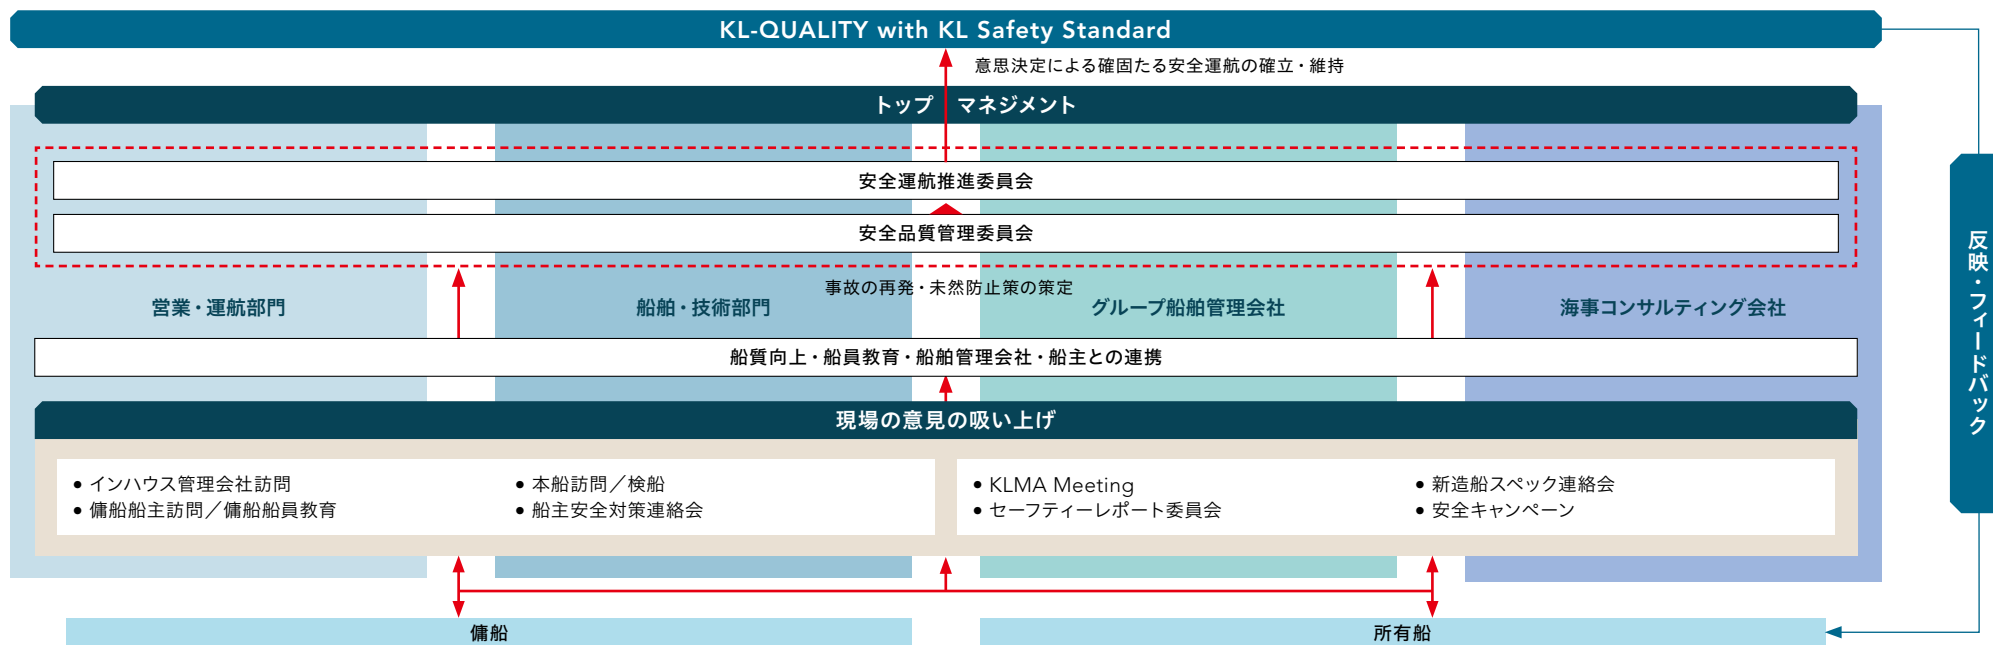 KL-QUALITY with KL Safety Standard
意思決定による確固たる安全運航の確立・維持
トップ マネジメント
安全運航推進委員会
安全品質管理委員会
事故の再発・未然防止策の策定
営業・運航部門
船舶・技術部門
グループ船舶管理会社
海事コンサルティング会社
船質向上・船員教育・船舶管理会社・船主との連携
現場の意見の吸い上げ
● インハウス管理会社訪問
● 傭船船主訪問／傭船船員教育
● 本船訪問／検船
● 船主安全対策連絡会
● KLMA Meeting
● セーフティーレポート委員会
● 新造船スペック連絡会
● 安全キャンペーン
傭船
所有船
反映・フィードバック